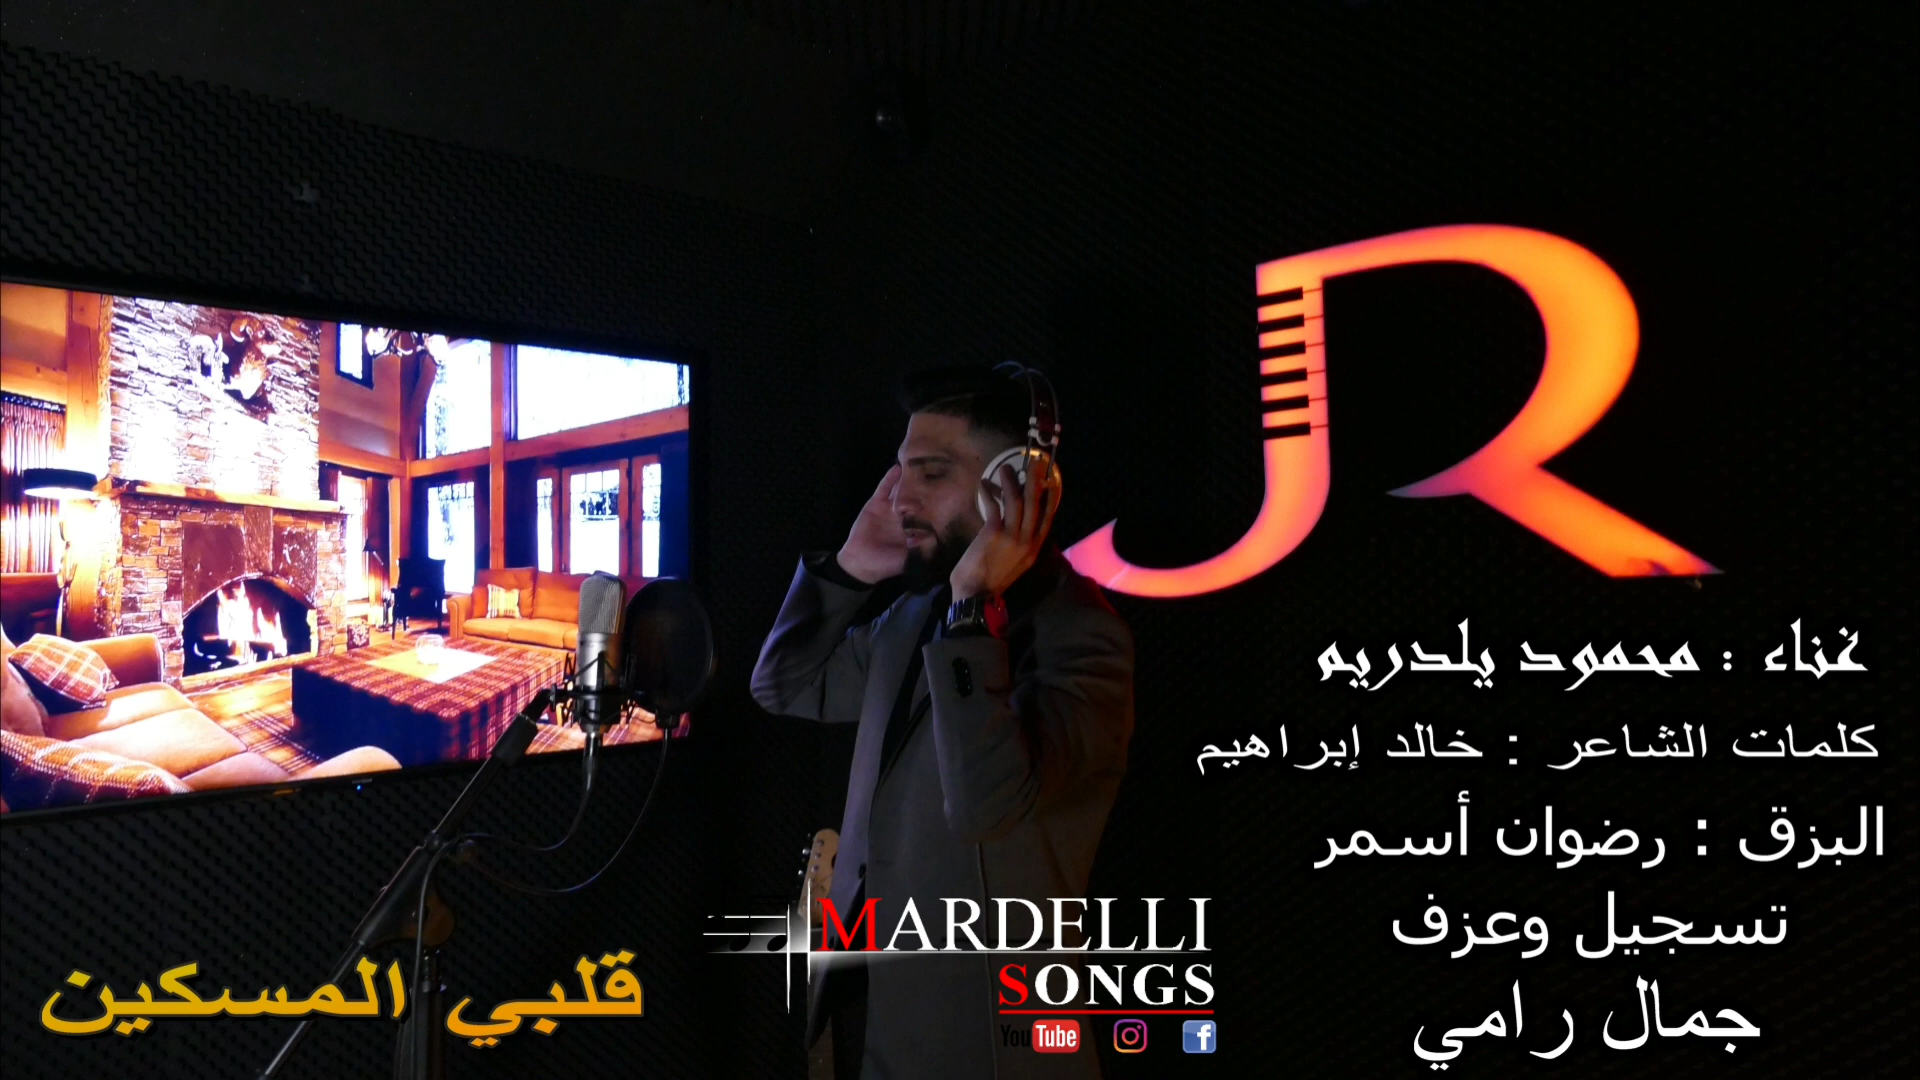 JR
غناء : محمود يلدريم
كلمات الشاعر : خالد إبراهيم
البزق : رضوان أسمر
تسجيل وعزف
جمال رامي
قلبي المسكين
MARDELLI
SONGS
YouTube